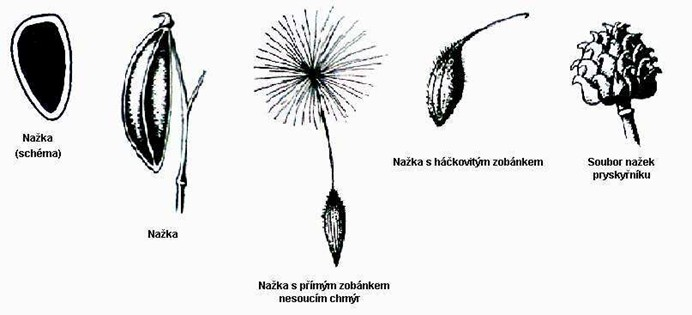 Nažka
(schéma)
Nažka
Nažka s přímým zobánkem
nesoucím chmýr
Nažka s háčkovitým zobánkem
Soubor nažek
pryskyřníku